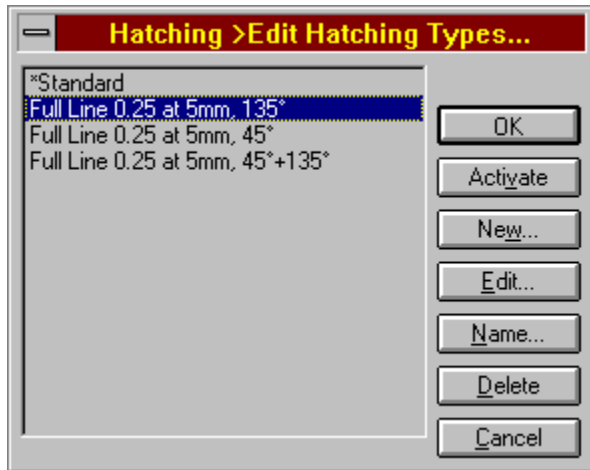 Hatching >Edit Hatching Types...
*Standard
Full Line 0.25 at 5mm, 135°
Full Line 0.25 at 5mm, 45°
Full Line 0.25 at 5mm, 45°+135°
OK
Activate
New...
Edit...
Name...
Delete
Cancel